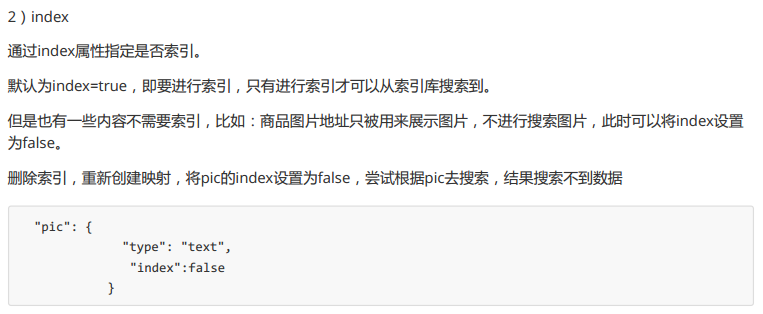 2）index
通过index属性指定是否索引。
默认为index=true，即要进行索引，只有进行索引才可以从索引库搜索到。
但是也有一些内容不需要索引，比如：商品图片地址只被用来展示图片，不进行搜索图片，此时可以将index设置
为false。
删除索引，重新创建映射，将pic的index设置为false，尝试根据pic去搜索，结果搜索不到数据
"pic": {
"type": "text",
"index":false
}